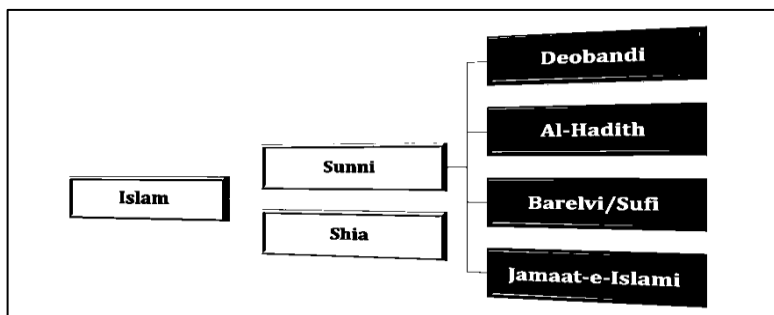 Islam
Sunni
Shia
Deobandi
Al-Hadith
Barelvi/Sufi
Jamaat-e-Islami